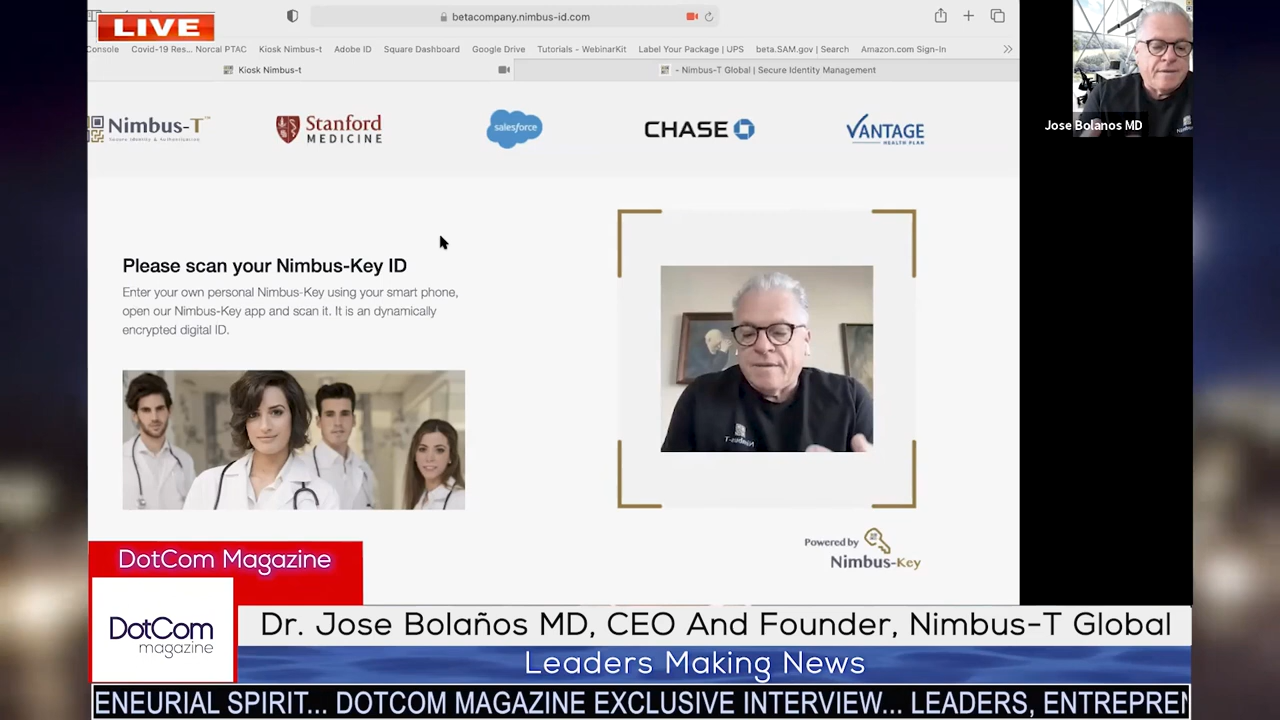 LIVE
betacompany.nimbus-id.com
Console Covid-19 Res... Norcal PTAC Kiosk Nimbus-t Adobe ID Square Dashboard Google Drive Tutorials - WebinarKit Label Your Package | UPS beta.SAM.gov | Search Amazon.com Sign-In
Kiosk Nimbus-t
- Nimbus-T Global | Secure Identity Management
Jose Bolanos MD
Nimbus-T™
Secure Identity & Authentication
Stanford
MEDICINE
salesforce
CHASE
VANTAGE
HEALTH PLAN
Please scan your Nimbus-Key ID
Enter your own personal Nimbus-Key using your smart phone,
open our Nimbus-Key app and scan it. It is an dynamically
encrypted digital ID.
Powered by
Nimbus-Key
DotCom Magazine
DotCom
magazine
Dr. Jose Bolaños MD, CEO And Founder, Nimbus-T Global
Leaders Making News
ENEURIAL SPIRIT... DOTCOM MAGAZINE EXCLUSIVE INTERVIEW... LEADERS, ENTREPREN